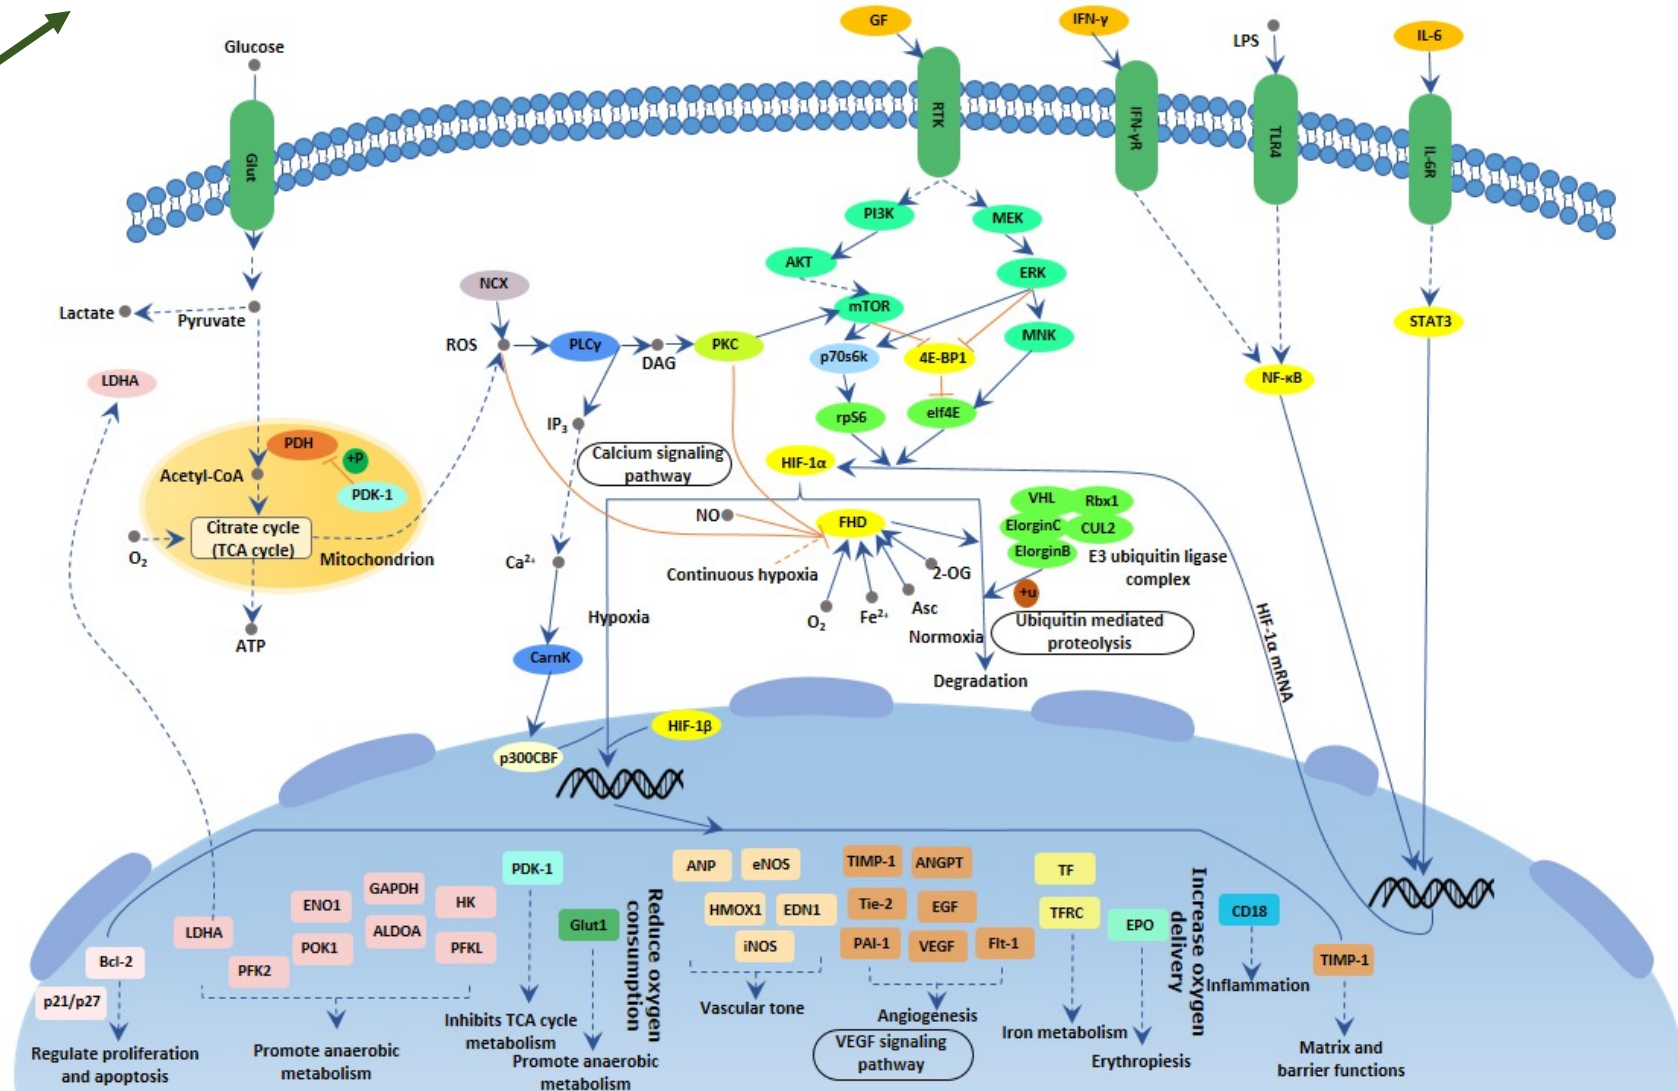 GF
IFN-γ
LPS
IL-6
Glucose
Glut
RTK
IFN-γR
TLR4
IL-6R
PI3K
MEK
AKT
ERK
NCX
mTOR
MNK
STAT3
Lactate
Pyruvate
ROS
PLCγ
DAG
PKC
p70s6k
4E-BP1
NF-κB
LDHA
rpS6
elf4E
IP3
PDH
+P
Acetyl-CoA
PDK-1
Calcium signaling
pathway
HIF-1α
VHL
Rbx1
ElorginC
CUL2
ElorginB
E3 ubiquitin ligase
complex
Citrate cycle
(TCA cycle)
O2
Mitochondrion
NO
FHD
Continuous hypoxia
Ca2+
2-OG
+u
O2
Fe2+
Asc
Hypoxia
Normoxia
Ubiquitin mediated
proteolysis
HIF-1α mRNA
ATP
CarnK
Degradation
HIF-1β
p300CBF
PDK-1
ANP
eNOS
TIMP-1
ANGPT
TF
GAPDH
HK
ENO1
HMOX1
EDN1
Tie-2
EGF
TFRC
CD18
Glut1
EPO
LDHA
POK1
ALDOA
PFKL
iNOS
PAI-1
VEGF
Flt-1
Bcl-2
PFK2
TIMP-1
p21/p27
Reduce oxygen
consumption
Increase oxygen
delivery
Regulate proliferation
and apoptosis
Promote anaerobic
metabolism
Inhibits TCA cycle
metabolism
Promote anaerobic
metabolism
Vascular tone
Angiogenesis
VEGF signaling
pathway
Iron metabolism
Erythropiesis
Inflammation
Matrix and
barrier functions